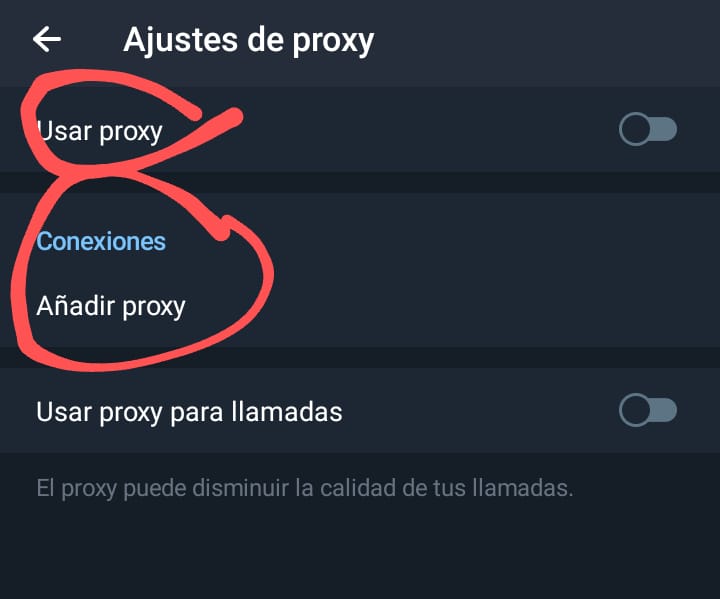 Ajustes de proxy
Usar proxy
Conexiones
Añadir proxy
Usar proxy para llamadas
El proxy puede disminuir la calidad de tus llamadas.